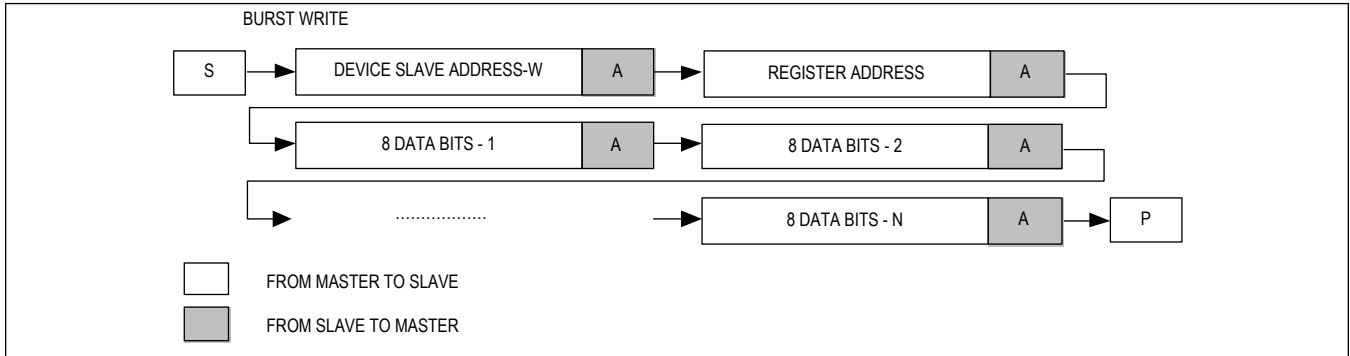 BURST WRITE
S DEVICE SLAVE ADDRESS-W A REGISTER ADDRESS A
8 DATA BITS - 1 A 8 DATA BITS - 2 A
.................. 8 DATA BITS - N A P
FROM MASTER TO SLAVE
FROM SLAVE TO MASTER